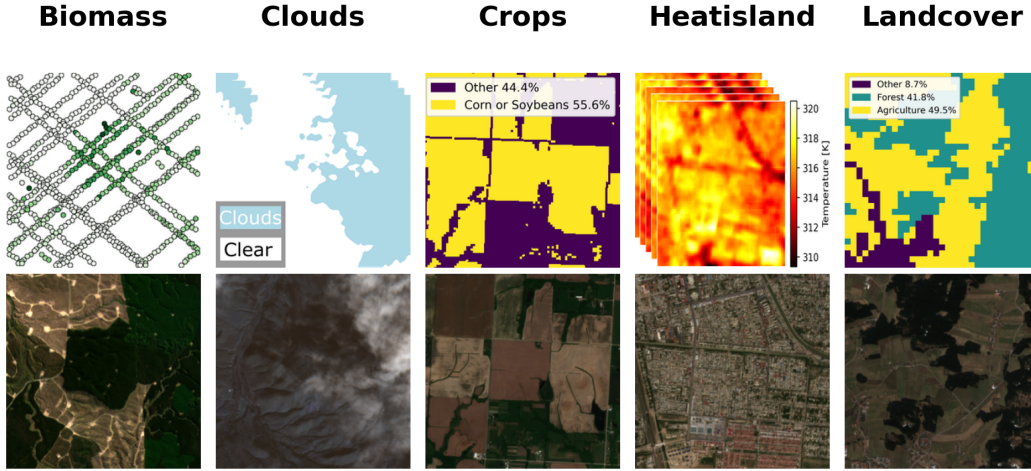 Biomass
Clouds
Crops
Heatisland
Landcover
Clouds
Clear
Other 44.4%
Corn or Soybeans 55.6%
320
318
316
314
312
310
Temperature [K]
Other 8.7%
Forest 41.8%
Agriculture 49.5%